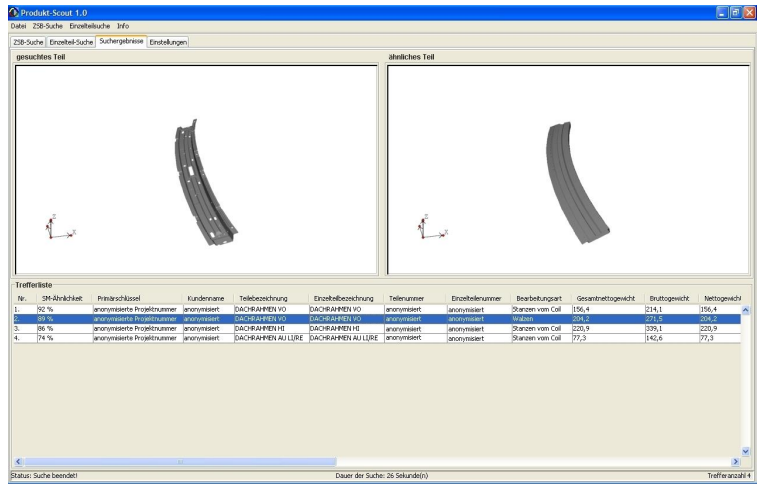 Produkt-Scout 1.0
Datei ZSB-Suche Einzelteilsuche Info
ZSB-Suche Einzelteil-Suche Suchergebnisse Einstellungen
gesuchtes Teil ähnliches Teil
Z X Z X
Trefferliste
Nr. SM-Ähnlichkeit Primärschlüssel Kundenname Teilebezeichnung Einzelteilbezeichnung Teilenummer Einzelteilenummer Bearbeitungsart Gesamtnettogewicht Bruttogewicht Nettogewicht
1. 92 % anonymisierte Projektnummer anonymisiert DACHRAHMEN VO DACHRAHMEN VO anonymisiert anonymisiert Stanzen vom Coil 156,4 214,1 156,4
2. 89 % anonymisierte Projektnummer anonymisiert DACHRAHMEN VO DACHRAHMEN VO anonymisiert anonymisiert Walzen 204,2 271,5 204,2
3. 86 % anonymisierte Projektnummer anonymisiert DACHRAHMEN HI DACHRAHMEN HI anonymisiert anonymisiert Stanzen vom Coil 220,9 339,1 220,9
4. 74 % anonymisierte Projektnummer anonymisiert DACHRAHMEN AU LI/RE DACHRAHMEN AU LI/RE anonymisiert anonymisiert Stanzen vom Coil 77,3 142,6 77,3
Status: Suche beendet! Dauer der Suche: 26 Sekunde(n) Trefferanzahl 4